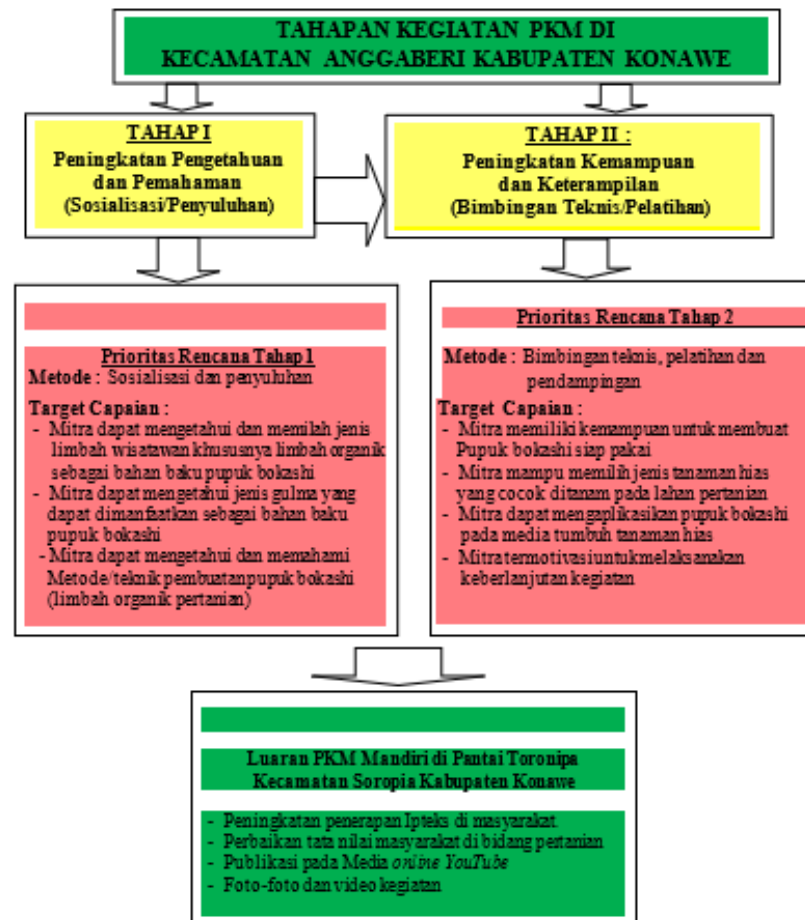 TAHAPAN KEGIATAN PKM DI
KECAMATAN ANGGABERI KABUPATEN KONAWE
TAHAP I
Peningkatan Pengetahuan
dan Pemahaman
(Sosialisasi/Penyuluhan)
TAHAP II :
Peningkatan Kemampuan
dan Keterampilan
(Bimbingan Teknis/Pelatihan)
Prioritas Rencana Tahap 1
Metode : Sosialisasi dan penyuluhan
Target Capaian :
- Mitra dapat mengetahui dan memilah jenis
limbah wisatawan khususnya limbah organik
sebagai bahan baku pupuk bokashi
- Mitra dapat mengetahui jenis gulma yang
dapat dimanfaatkan sebagai bahan baku
pupuk bokashi
- Mitra dapat mengetahui dan memahami
Metode/teknik pembuatan pupuk bokashi
(limbah organik pertanian)
Prioritas Rencana Tahap 2
Metode : Bimbingan teknis, pelatihan dan
pendampingan
Target Capaian :
- Mitra memiliki kemampuan untuk membuat
Pupuk bokashi siap pakai
- Mitra mampu memilih jenis tanaman hias
yang cocok ditanam pada lahan pertanian
- Mitra dapat mengaplikasikan pupuk bokashi
pada media tumbuh tanaman hias
- Mitra termotivasi untuk melaksanakan
keberlanjutan kegiatan
Luaran PKM Mandiri di Pantai Toronipa
Kecamatan Soropia Kabupaten Konawe
- Peningkatan penerapan Ipteks di masyarakat.
- Perbaikan tata nilai masyarakat di bidang pertanian
- Publikasi pada Media online YouTube
- Foto-foto dan video kegiatan